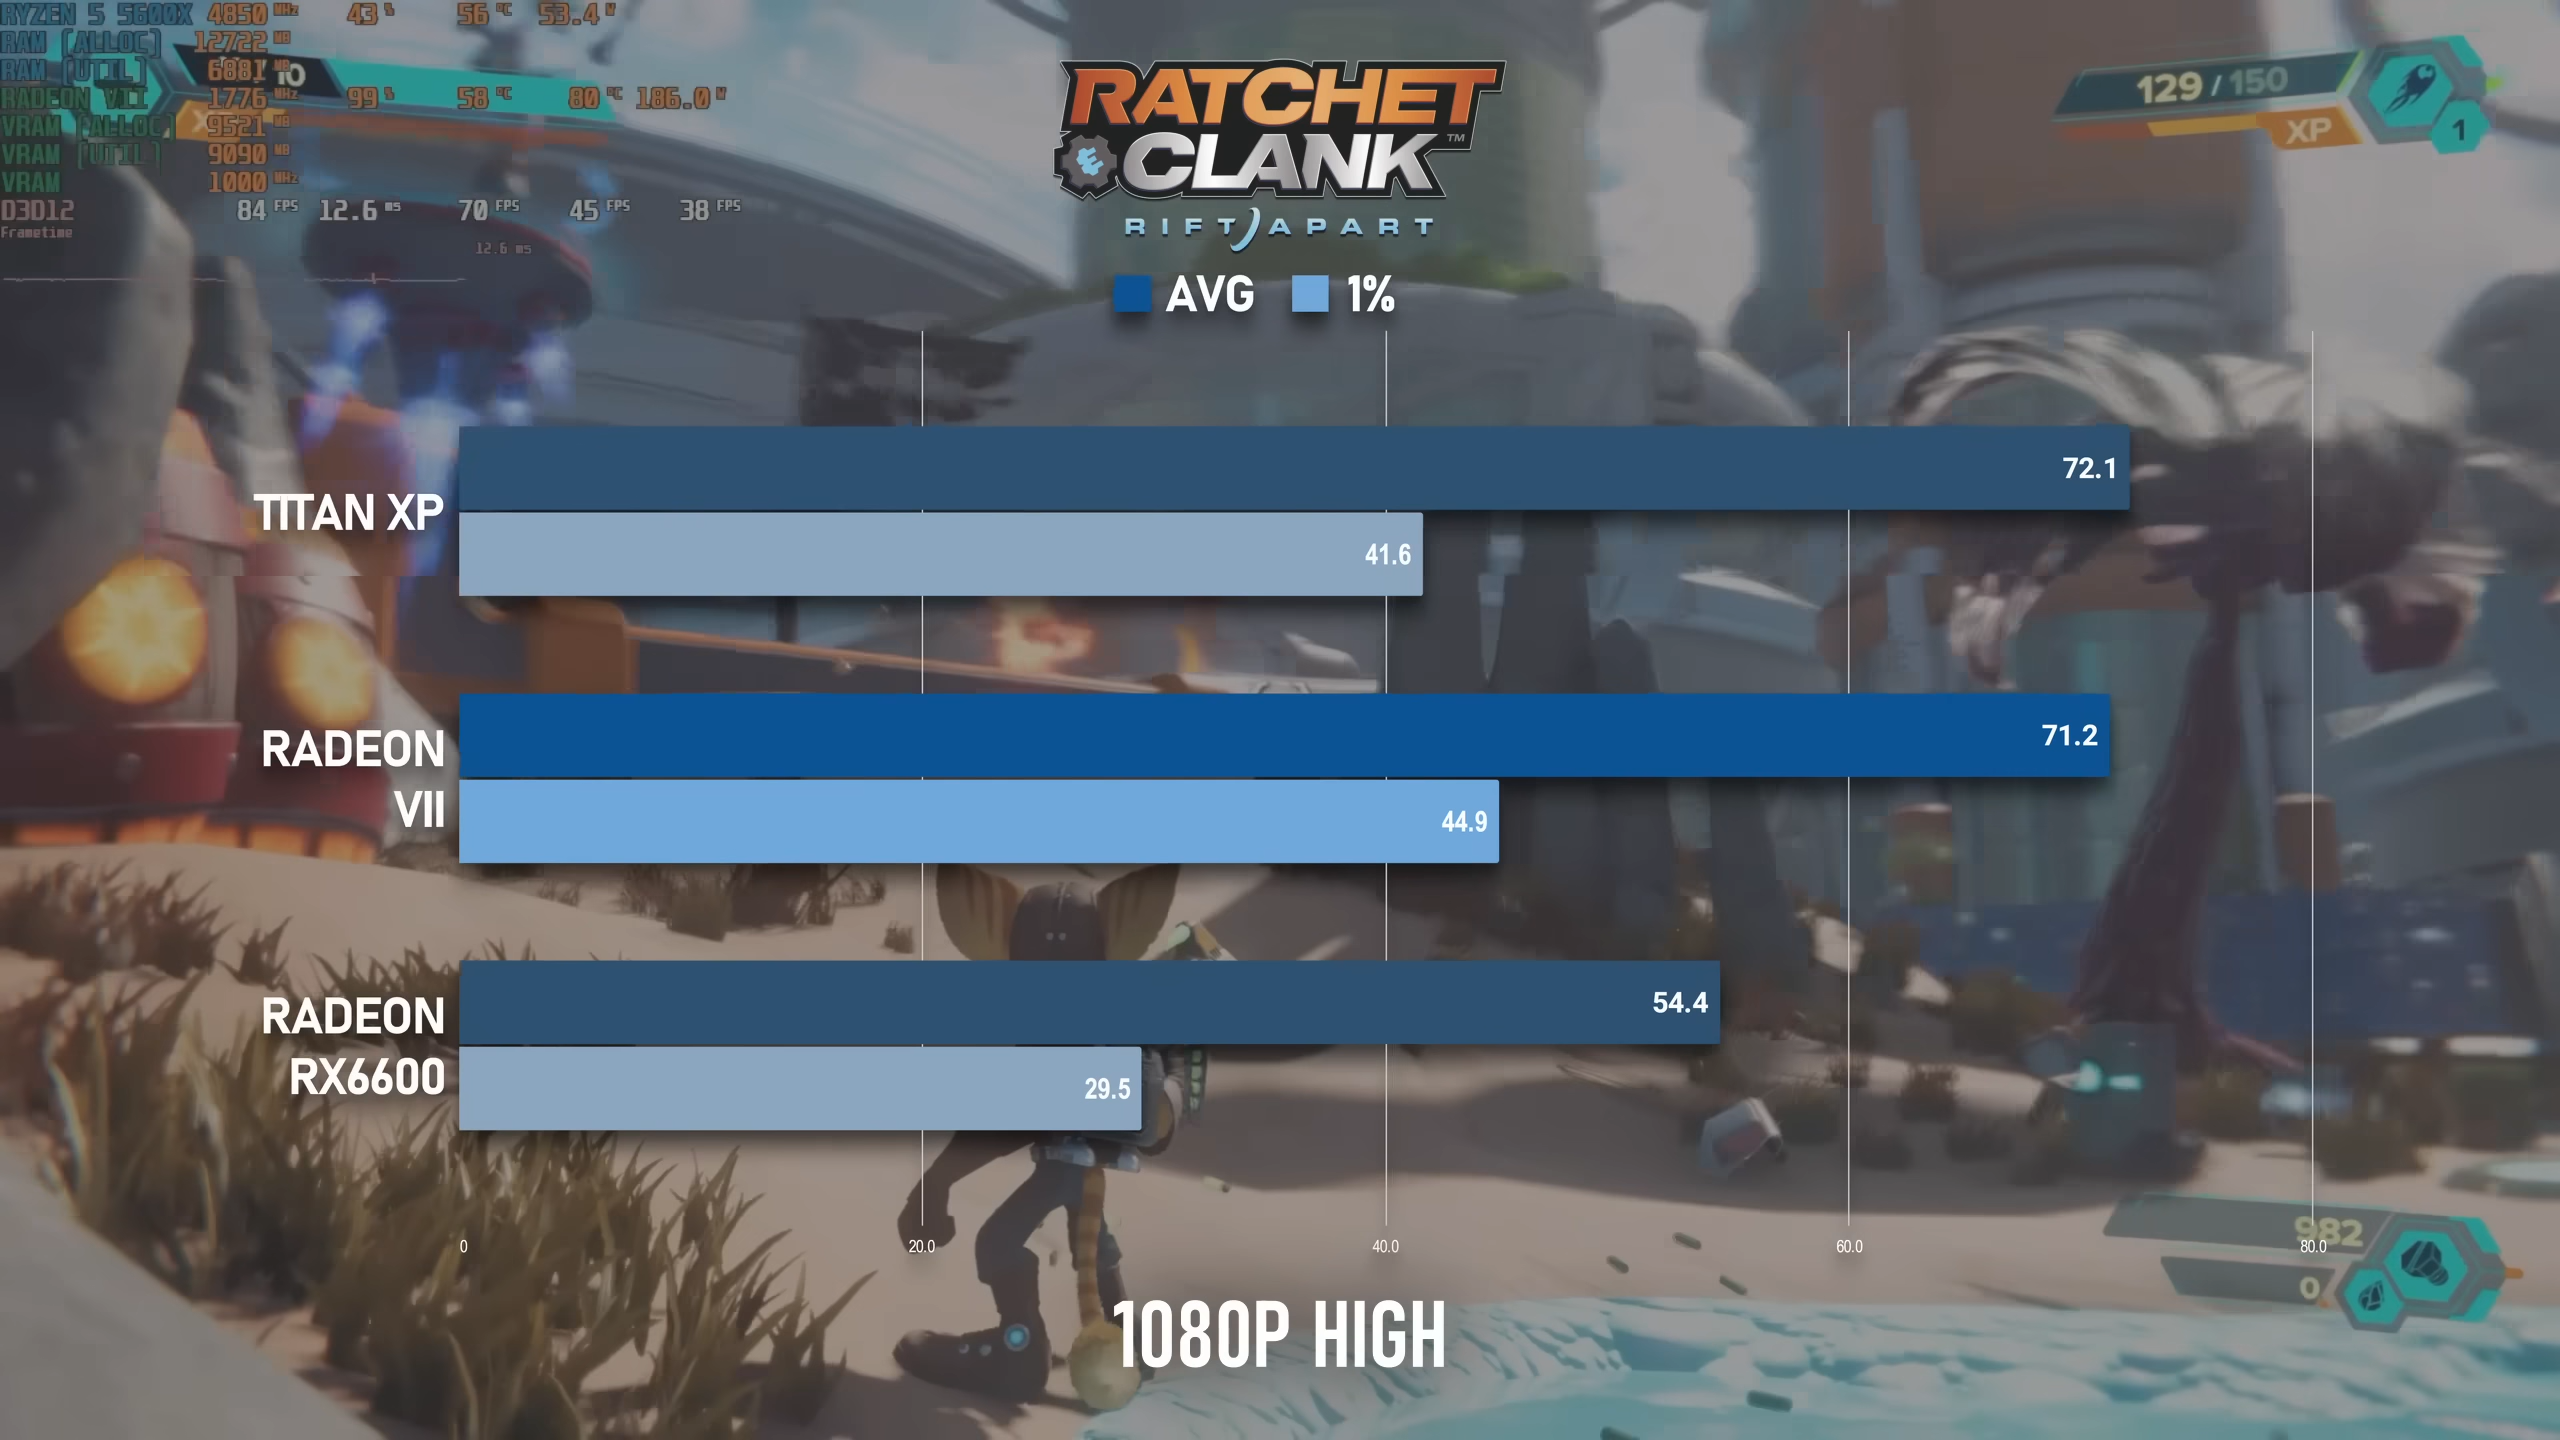 RYZEN 5 5600X 4850 MHz 43 % 56 °C 53.4 W
RAM [ALLOC] 12722 MB
RAM [UTIL] 6881 MB
RADEON VII 1776 MHz 99 % 58 °C 80 °C 186.0 W
VRAM [ALLOC] 9521 MB
VRAM [UTIL] 9090 MB
VRAM 1000 MHz
D3D12 84 FPS 12.6 ms 70 FPS 45 FPS 38 FPS
Frametime
12.6 ms
129 / 150
XP
1
RATCHET
& CLANK™
RIFT APART
AVG 1%
TITAN XP
72.1
41.6
RADEON
VII
71.2
44.9
RADEON
RX6600
54.4
29.5
0 20.0 40.0 60.0 80.0
982
0
1080P HIGH